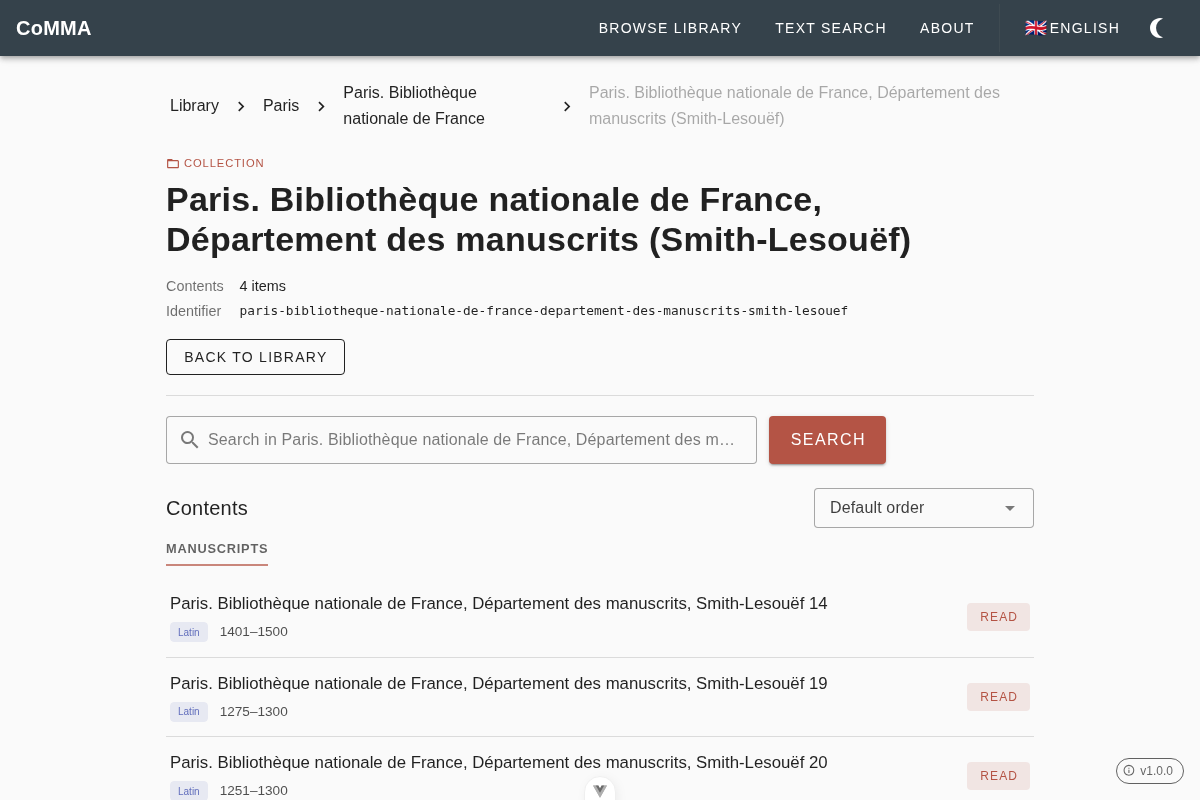 CoMMA
BROWSE LIBRARY
TEXT SEARCH
ABOUT
ENGLISH
Library
Paris
Paris. Bibliothèque
nationale de France
Paris. Bibliothèque nationale de France, Département des
manuscrits (Smith-Lesouëf)
COLLECTION
Paris. Bibliothèque nationale de France,
Département des manuscrits (Smith-Lesouëf)
Contents 4 items
Identifier paris-bibliotheque-nationale-de-france-departement-des-manuscrits-smith-lesouef
BACK TO LIBRARY
Search in Paris. Bibliothèque nationale de France, Département des m…
SEARCH
Contents
Default order
MANUSCRIPTS
Paris. Bibliothèque nationale de France, Département des manuscrits, Smith-Lesouëf 14
Latin 1401–1500
READ
Paris. Bibliothèque nationale de France, Département des manuscrits, Smith-Lesouëf 19
Latin 1275–1300
READ
Paris. Bibliothèque nationale de France, Département des manuscrits, Smith-Lesouëf 20
Latin 1251–1300
READ
v1.0.0